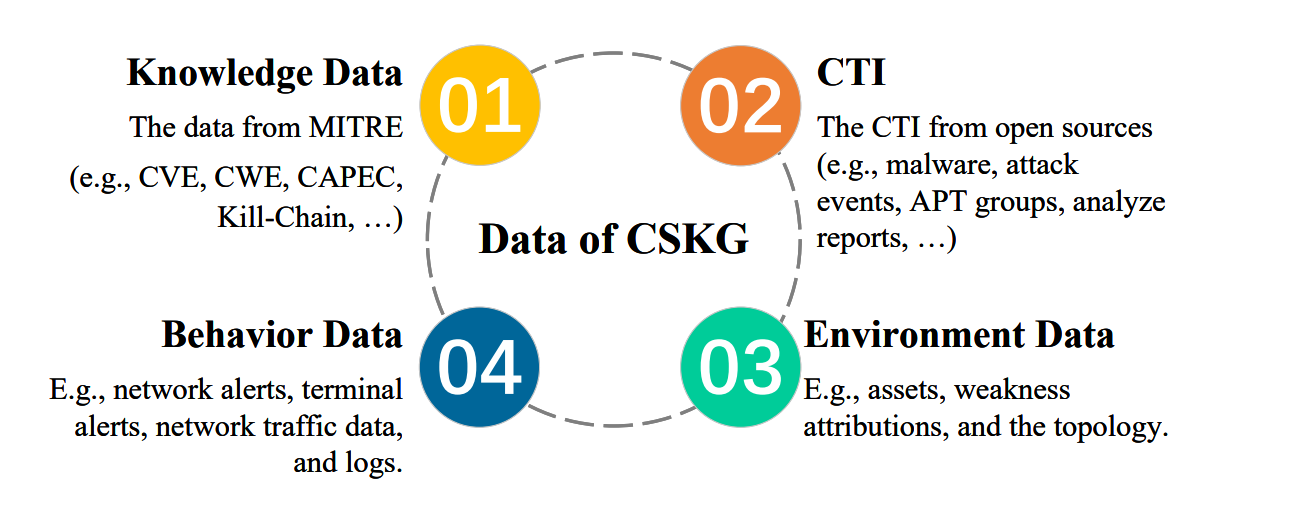 Knowledge Data
01
The data from MITRE
(e.g., CVE, CWE, CAPEC,
Kill-Chain, …)
02
CTI
The CTI from open sources
(e.g., malware, attack
events, APT groups, analyze
reports, …)
Data of CSKG
Behavior Data
04
E.g., network alerts, terminal
alerts, network traffic data,
and logs.
03
Environment Data
E.g., assets, weakness
attributions, and the topology.